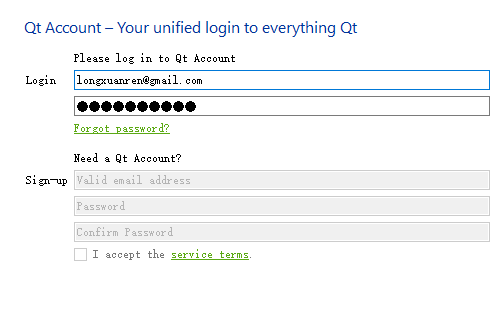 Qt Account – Your unified login to everything Qt
Please log in to Qt Account
Login
longxuanren@gmail.com
●●●●●●●●●●
Forgot password?
Need a Qt Account?
Sign-up
Valid email address
Password
Confirm Password
I accept the service terms.